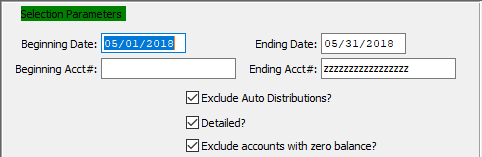 Selection Parameters
Beginning Date: 05/01/2018 Ending Date: 05/31/2018
Beginning Acct#: Ending Acct#: zzzzzzzzzzzzzzzzz
Exclude Auto Distributions?
Detailed?
Exclude accounts with zero balance?